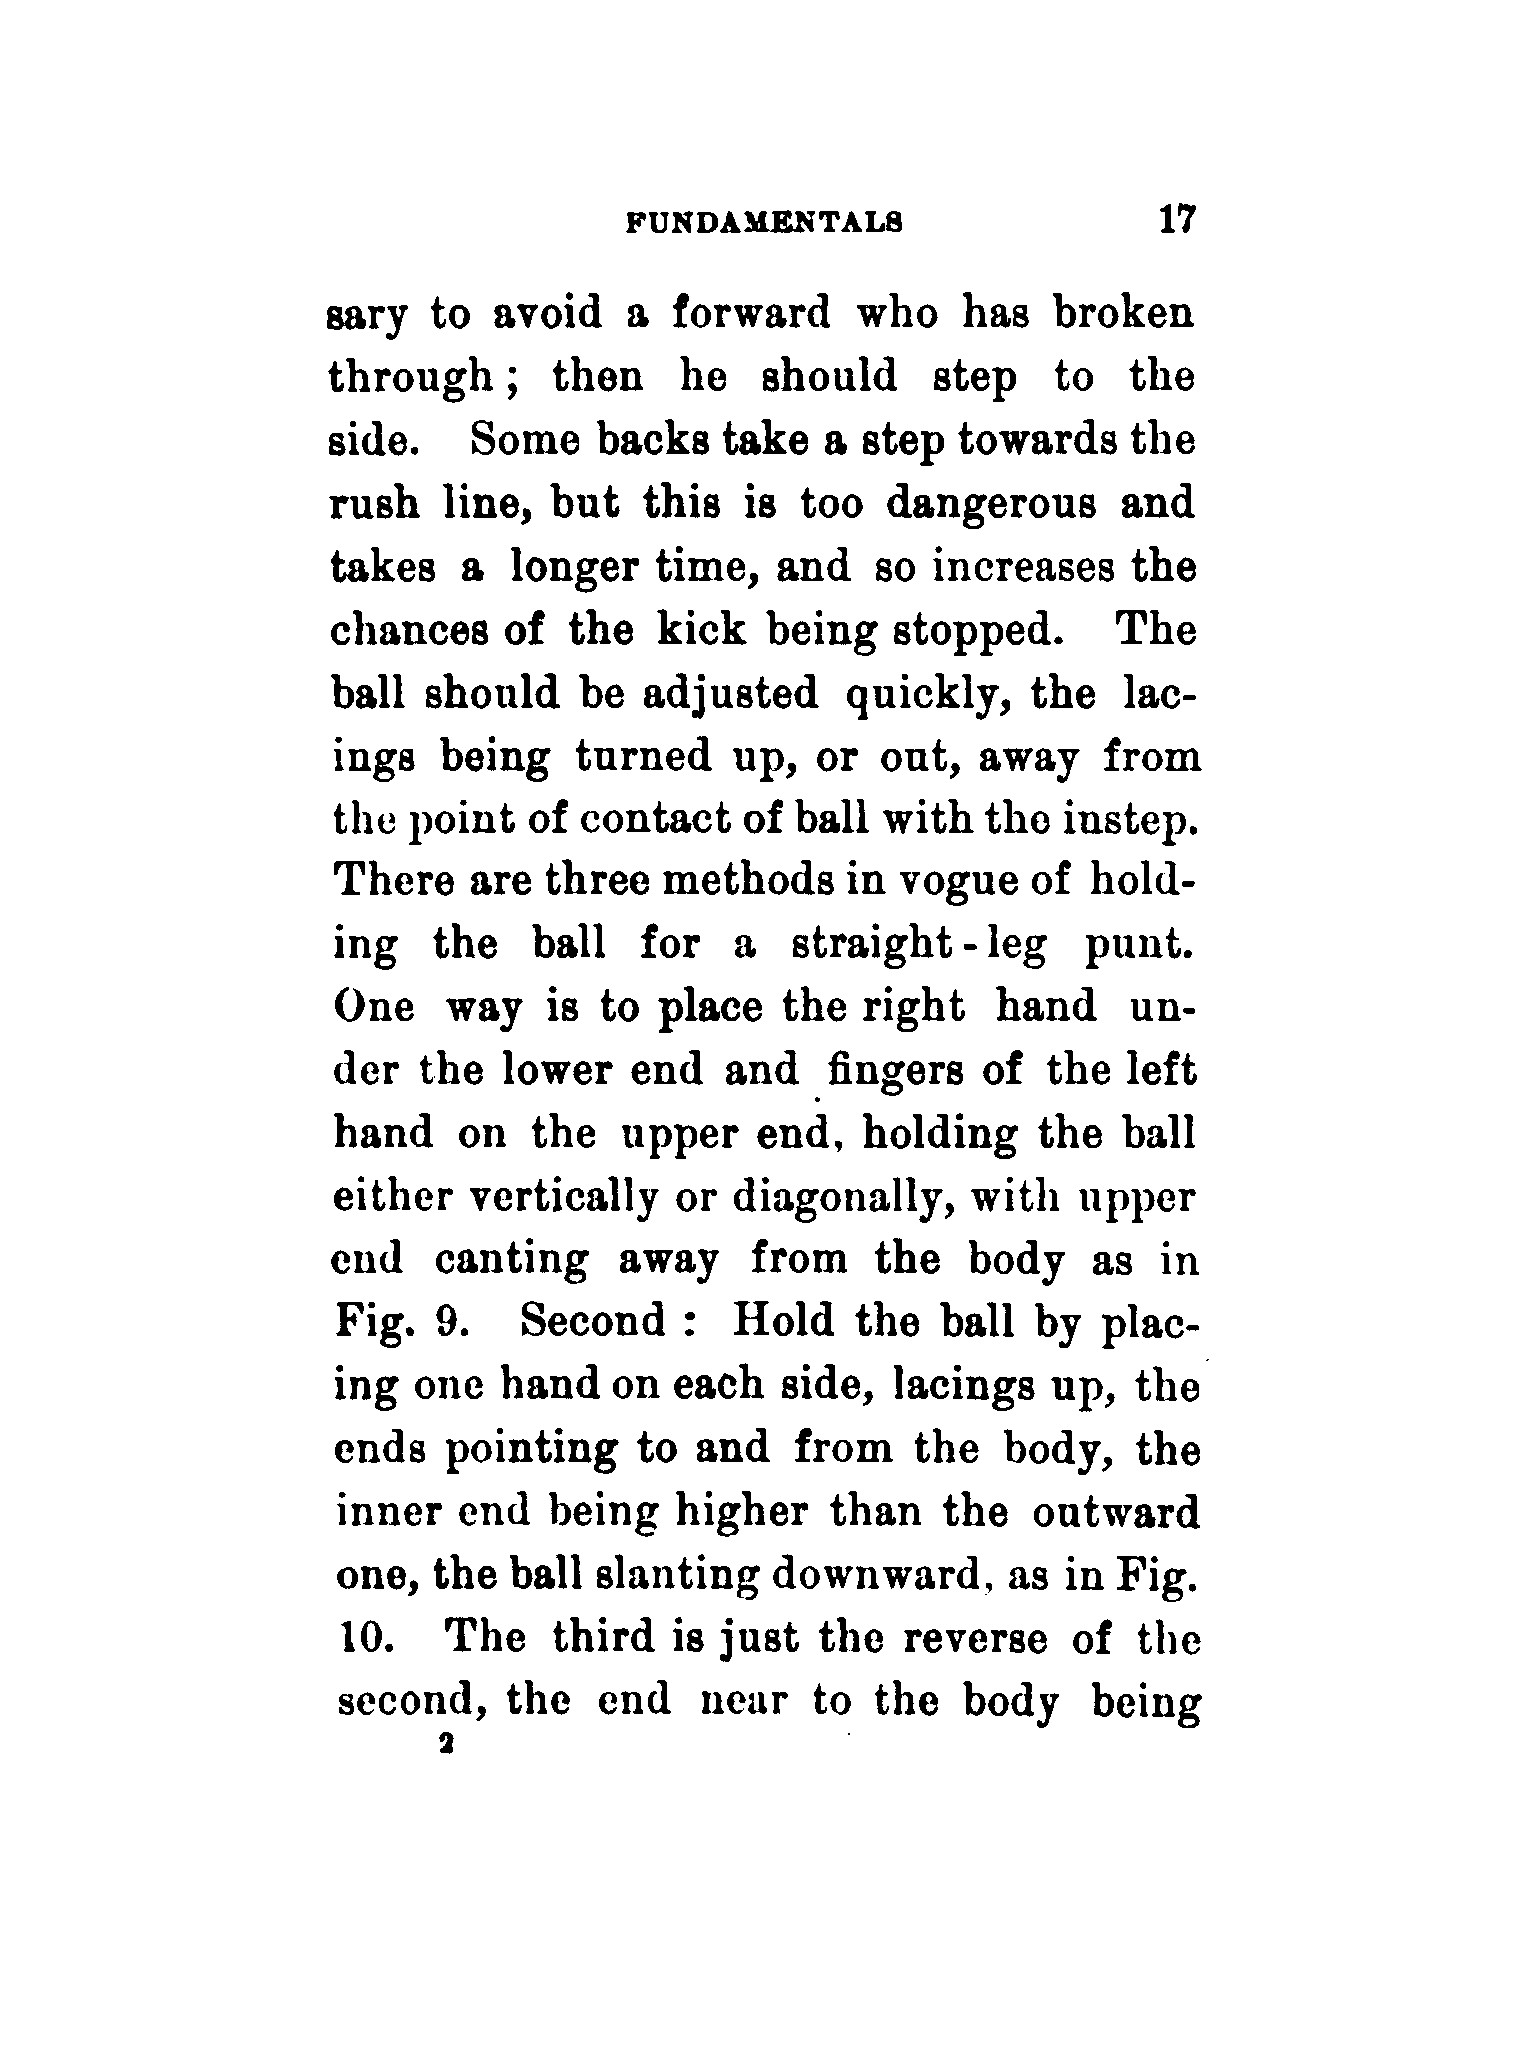 FUNDAMENTALS 17
sary to avoid a forward who has broken
through; then he should step to the
side. Some backs take a step towards the
rush line, but this is too dangerous and
takes a longer time, and so increases the
chances of the kick being stopped. The
ball should be adjusted quickly, the lac-
ings being turned up, or out, away from
the point of contact of ball with the instep.
There are three methods in vogue of hold-
ing the ball for a straight-leg punt.
One way is to place the right hand un-
der the lower end and fingers of the left
hand on the upper end, holding the ball
either vertically or diagonally, with upper
end canting away from the body as in
Fig. 9. Second: Hold the ball by plac-
ing one hand on each side, lacings up, the
ends pointing to and from the body, the
inner end being higher than the outward
one, the ball slanting downward, as in Fig.
10. The third is just the reverse of the
second, the end near to the body being
2